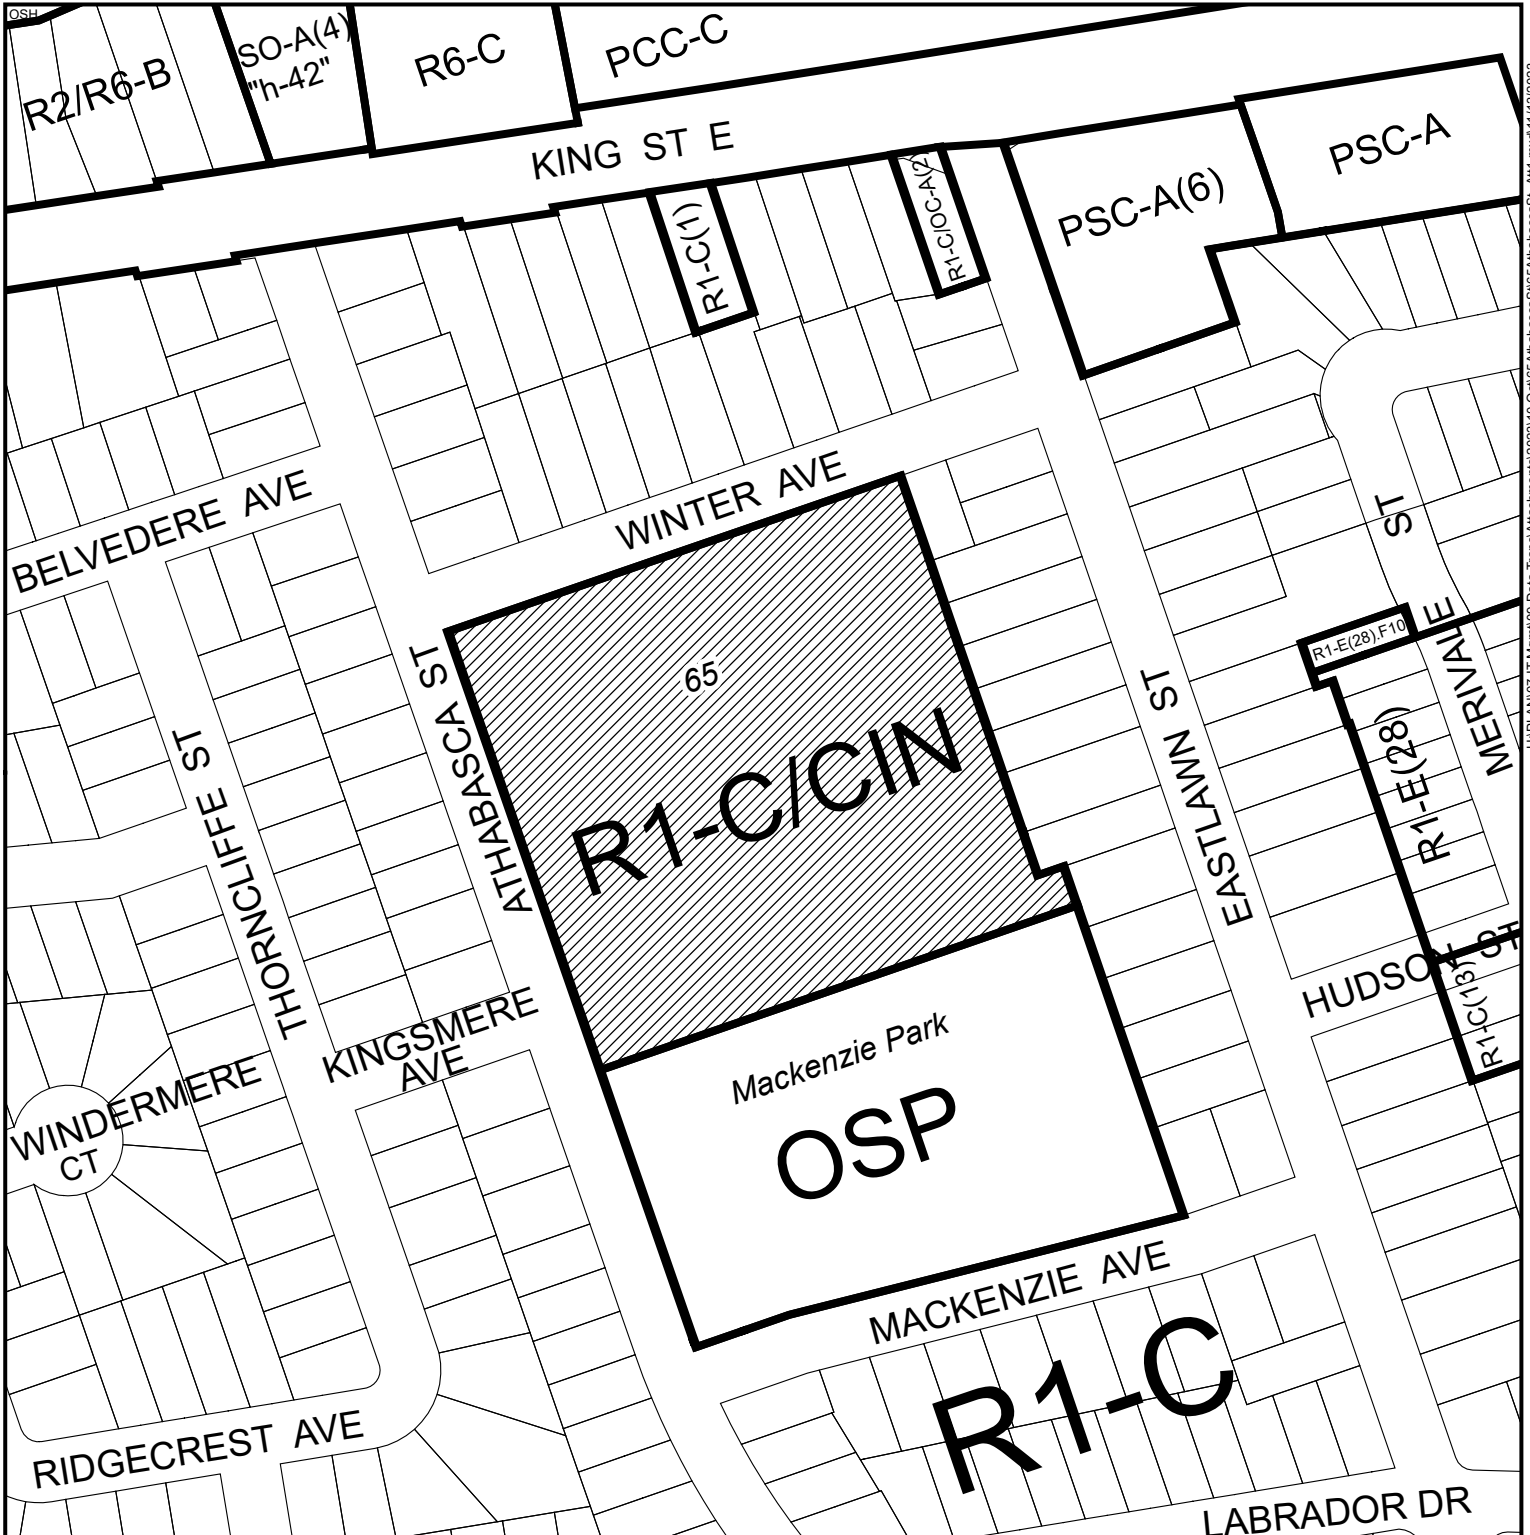 OSH
R2/R6-B
SO-A(4)
"h-42"
R6-C
PCC-C
KING ST E
R1-C(1)
R1-C/OC-A(2)
PSC-A(6)
PSC-A
BELVEDERE AVE
WINTER AVE
ST
65
R1-C/CIN
ATHABASCA ST
THORNCLIFFE ST
EASTLAWN ST
R1-E(28).F10
MERIVALE
R1-E(28)
HUDSON ST
R1-C(13)
KINGSMERE
AVE
WINDERMERE
CT
Mackenzie Park
OSP
MACKENZIE AVE
R1-C
RIDGECREST AVE
LABRADOR DR